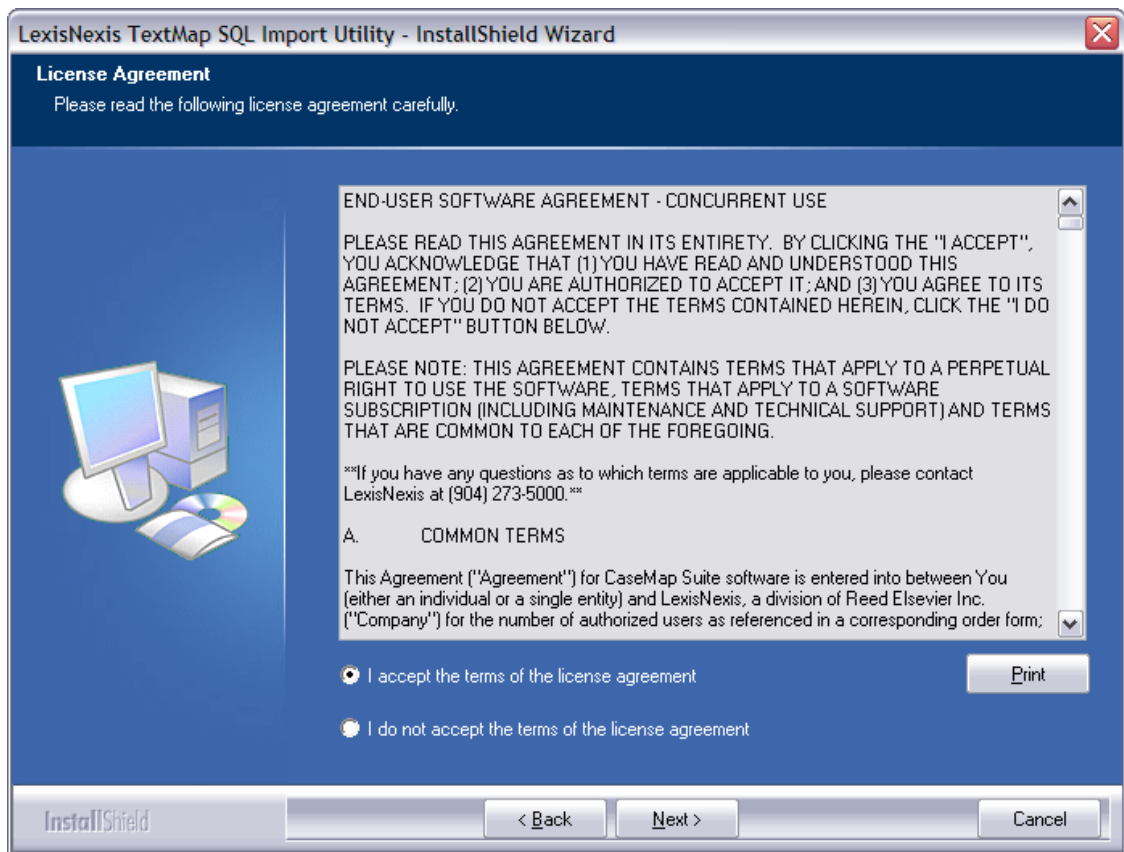 LexisNexis TextMap SQL Import Utility - InstallShield Wizard
License Agreement
Please read the following license agreement carefully.
END-USER SOFTWARE AGREEMENT - CONCURRENT USE
PLEASE READ THIS AGREEMENT IN ITS ENTIRETY.  BY CLICKING THE "I ACCEPT",
YOU ACKNOWLEDGE THAT (1) YOU HAVE READ AND UNDERSTOOD THIS
AGREEMENT; (2) YOU ARE AUTHORIZED TO ACCEPT IT; AND (3) YOU AGREE TO ITS
TERMS.  IF YOU DO NOT ACCEPT THE TERMS CONTAINED HEREIN, CLICK THE "I DO
NOT ACCEPT" BUTTON BELOW.
PLEASE NOTE: THIS AGREEMENT CONTAINS TERMS THAT APPLY TO A PERPETUAL
RIGHT TO USE THE SOFTWARE, TERMS THAT APPLY TO A SOFTWARE
SUBSCRIPTION (INCLUDING MAINTENANCE AND TECHNICAL SUPPORT) AND TERMS
THAT ARE COMMON TO EACH OF THE FOREGOING.
**If you have any questions as to which terms are applicable to you, please contact
LexisNexis at (904) 273-5000.**
A. COMMON TERMS
This Agreement ("Agreement") for CaseMap Suite software is entered into between You
(either an individual or a single entity) and LexisNexis, a division of Reed Elsevier Inc.
("Company") for the number of authorized users as referenced in a corresponding order form;
I accept the terms of the license agreement
Print
I do not accept the terms of the license agreement
InstallShield
< Back
Next >
Cancel